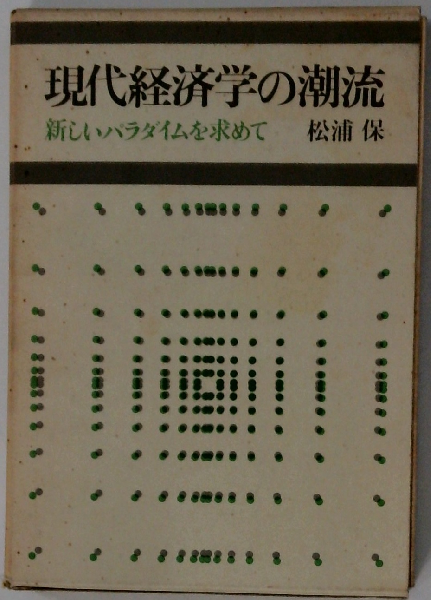 現代経済学の潮流
新しいパラダイムを求めて 松浦 保